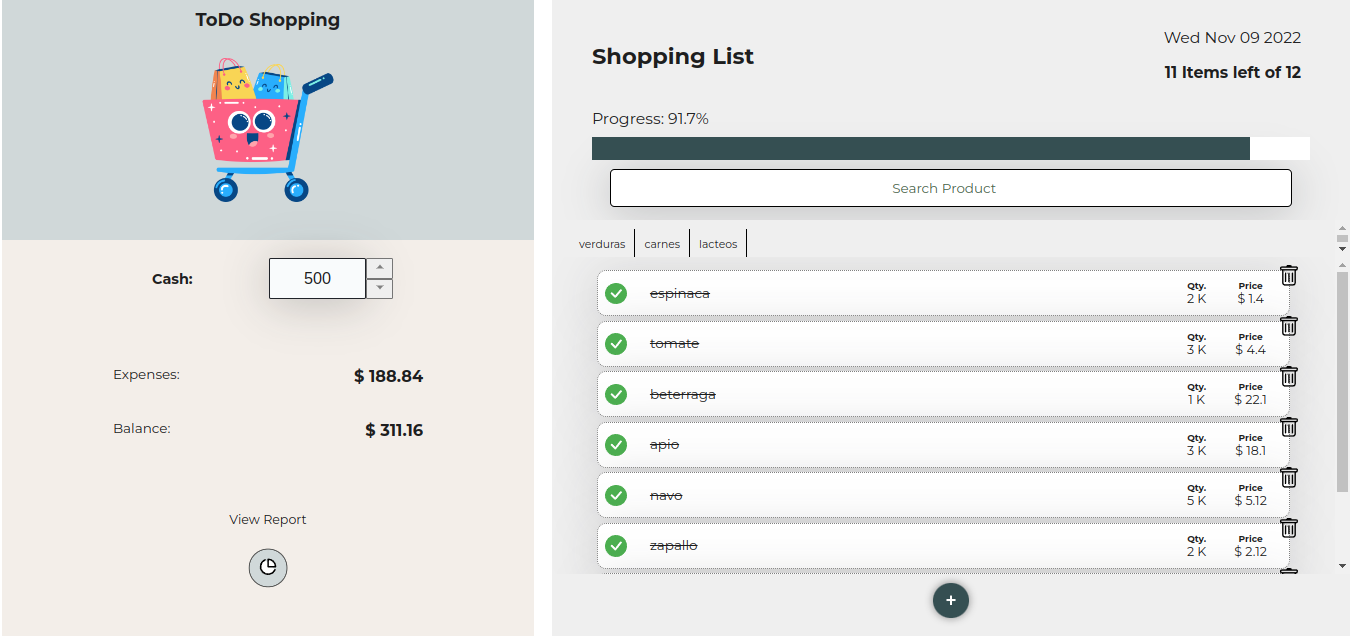 ToDo Shopping
Cash:
500
Expenses:
$ 188.84
Balance:
$ 311.16
View Report
Shopping List
Wed Nov 09 2022
11 Items left of 12
Progress: 91.7%
Search Product
verduras
carnes
lacteos
espinaca
Qty.
2 K
Price
$ 1.4
tomate
Qty.
3 K
Price
$ 4.4
beterraga
Qty.
1 K
Price
$ 22.1
apio
Qty.
3 K
Price
$ 18.1
navo
Qty.
5 K
Price
$ 5.12
zapallo
Qty.
2 K
Price
$ 2.12
+